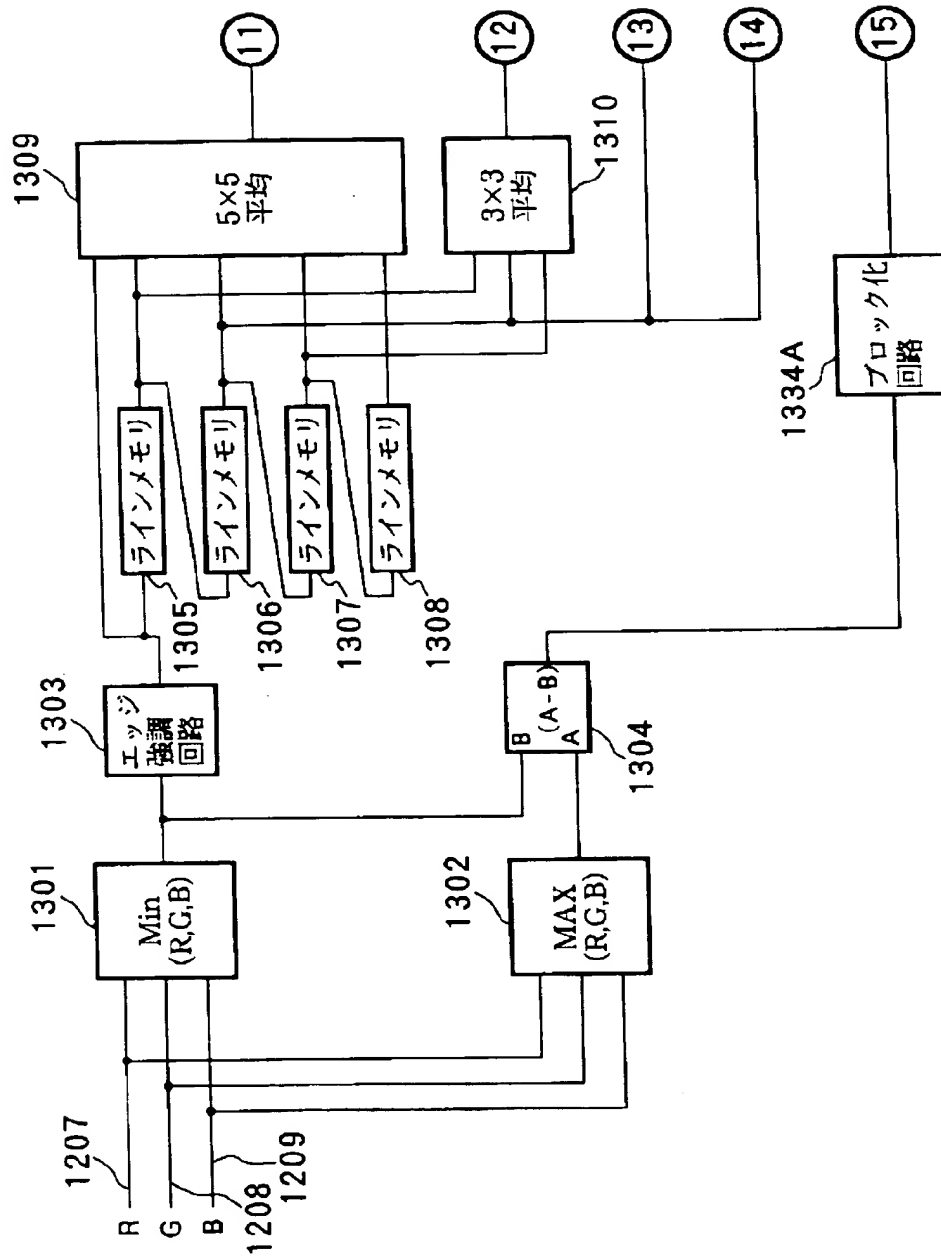 R
G
B
1207
1208
1209
1301
Min
(R,G,B)
1302
MAX
(R,G,B)
1303
エッジ
強調
回路
B
(A-B)
A
1304
ラインメモリ
1305
ラインメモリ
1306
ラインメモリ
1307
ラインメモリ
1308
1309
5×5
平均
3×3
平均
1310
1334A
ブロック化
回路
11
12
13
14
15